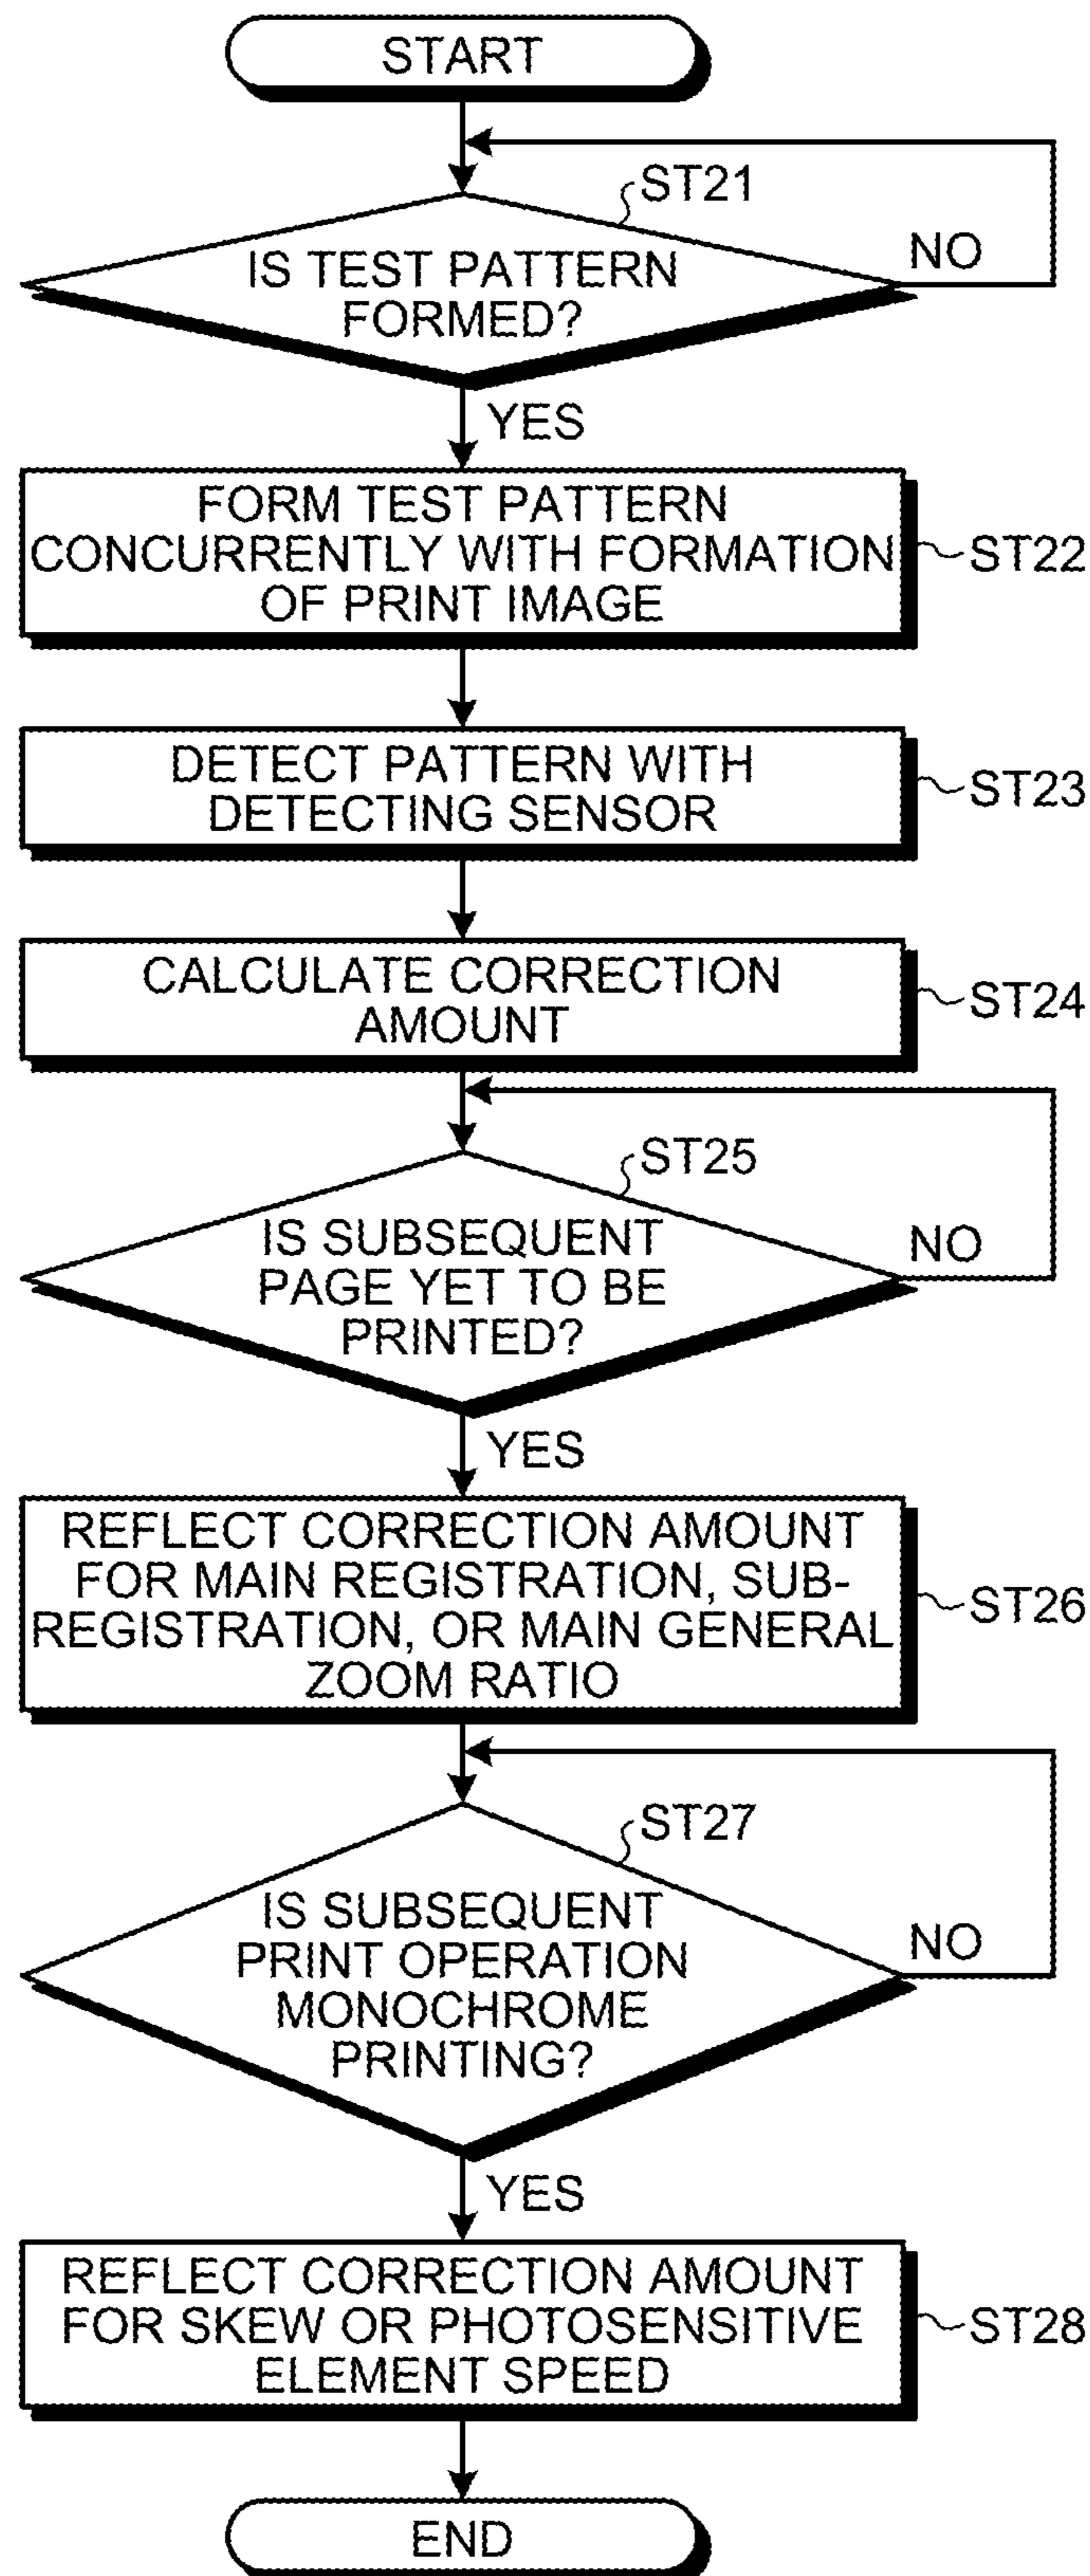 START
ST21
IS TEST PATTERN
FORMED?
NO
YES
FORM TEST PATTERN
CONCURRENTLY WITH FORMATION
OF PRINT IMAGE
ST22
DETECT PATTERN WITH
DETECTING SENSOR
ST23
CALCULATE CORRECTION
AMOUNT
ST24
ST25
IS SUBSEQUENT
PAGE YET TO BE
PRINTED?
NO
YES
REFLECT CORRECTION AMOUNT
FOR MAIN REGISTRATION, SUB-
REGISTRATION, OR MAIN GENERAL
ZOOM RATIO
ST26
ST27
IS SUBSEQUENT
PRINT OPERATION
MONOCHROME
PRINTING?
NO
YES
REFLECT CORRECTION AMOUNT
FOR SKEW OR PHOTOSENSITIVE
ELEMENT SPEED
ST28
END